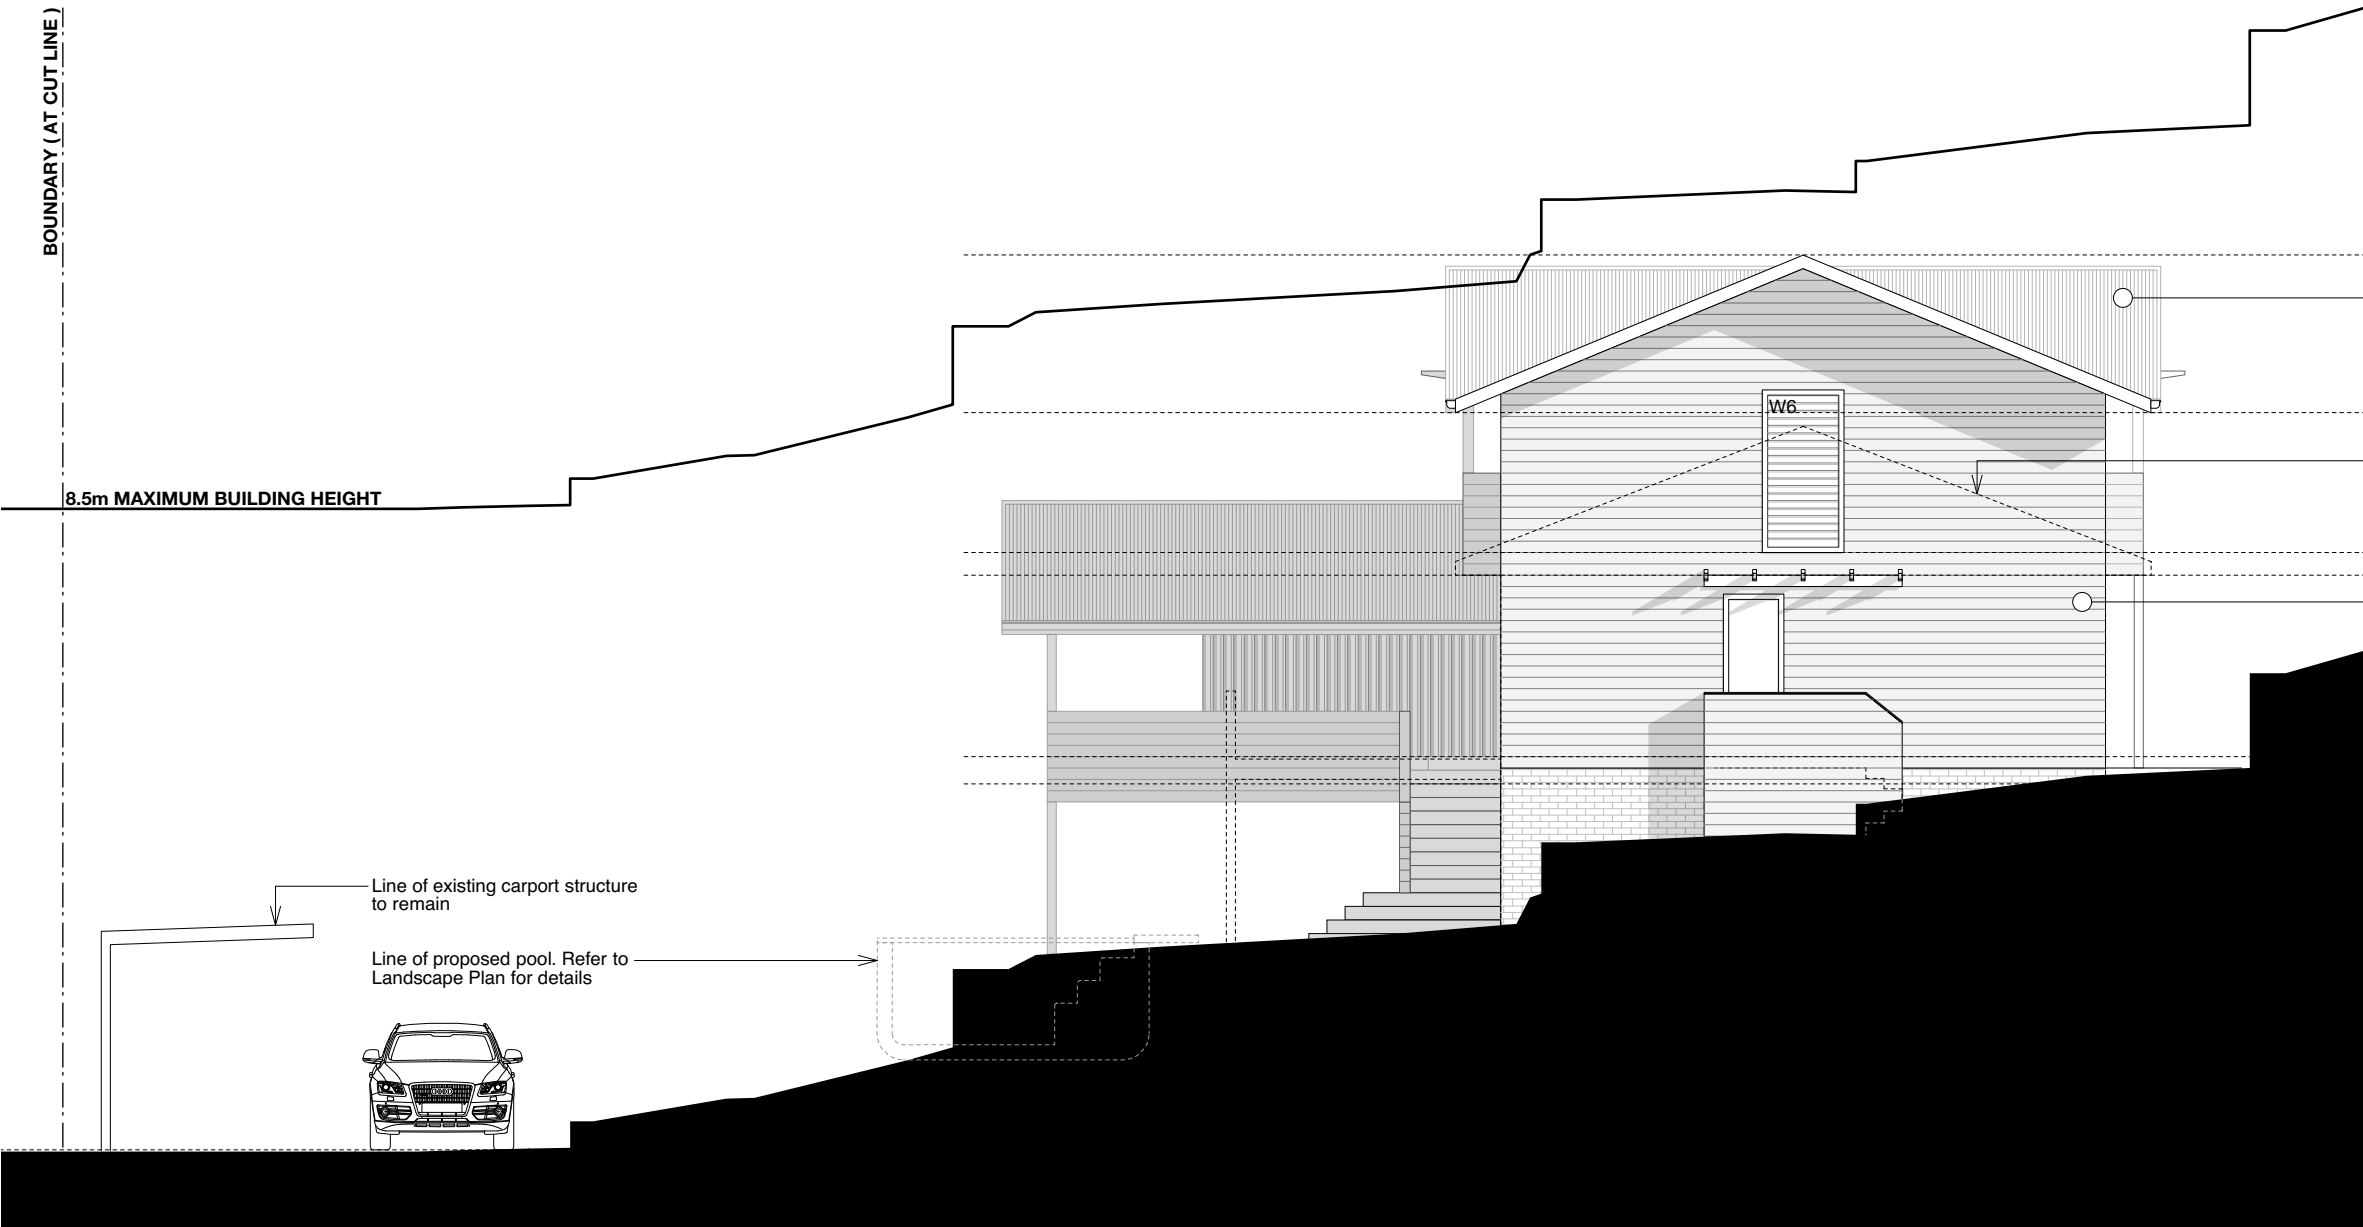 BOUNDARY ( AT CUT LINE )
8.5m MAXIMUM BUILDING HEIGHT
W6
Line of existing carport structure
to remain
Line of proposed pool. Refer to
Landscape Plan for details